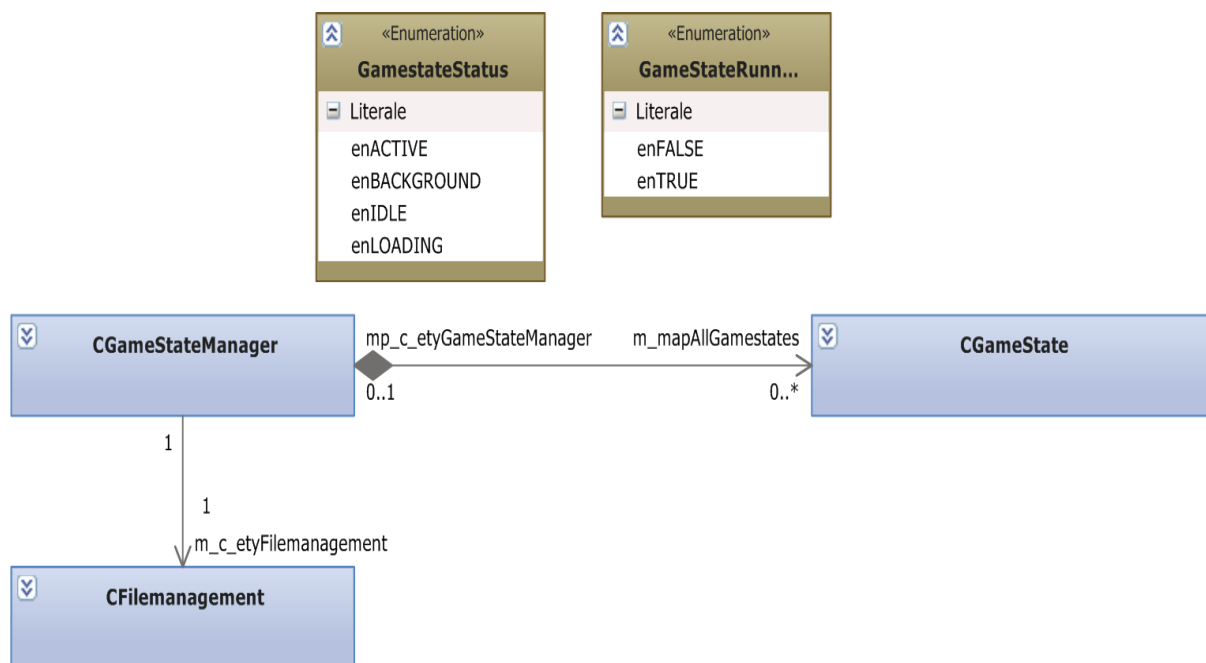 «Enumeration»
GamestateStatus
Literale
enACTIVE
enBACKGROUND
enIDLE
enLOADING
«Enumeration»
GameStateRunn...
Literale
enFALSE
enTRUE
CGameStateManager
mp_c_etyGameStateManager
m_mapAllGamestates
0..1
0..*
CGameState
1
1
m_c_etyFilemanagement
CFilemanagement